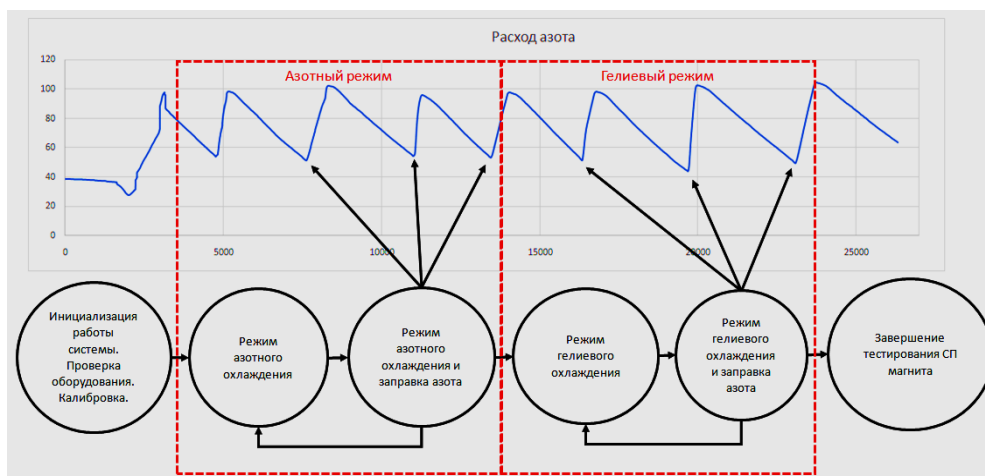 Расход азота
Азотный режим
Гелиевый режим
120
100
80
60
40
20
0
0
5000
10000
15000
20000
25000
Инициализация
работы
системы.
Проверка
оборудования.
Калибровка.
Режим
азотного
охлаждения
Режим
азотного
охлаждения и
заправка азота
Режим
гелиевого
охлаждения
Режим
гелиевого
охлаждения
и заправка
азота
Завершение
тестирования СП
магнита